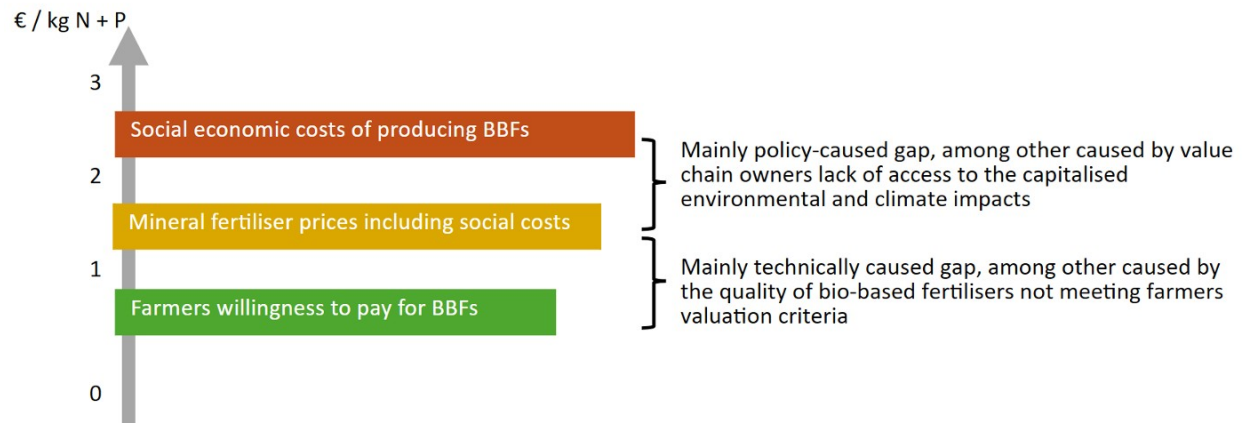 € / kg N + P
3
Social economic costs of producing BBFs
2
Mineral fertiliser prices including social costs
1
Farmers willingness to pay for BBFs
0
Mainly policy-caused gap, among other caused by value
chain owners lack of access to the capitalised
environmental and climate impacts
Mainly technically caused gap, among other caused by
the quality of bio-based fertilisers not meeting farmers
valuation criteria